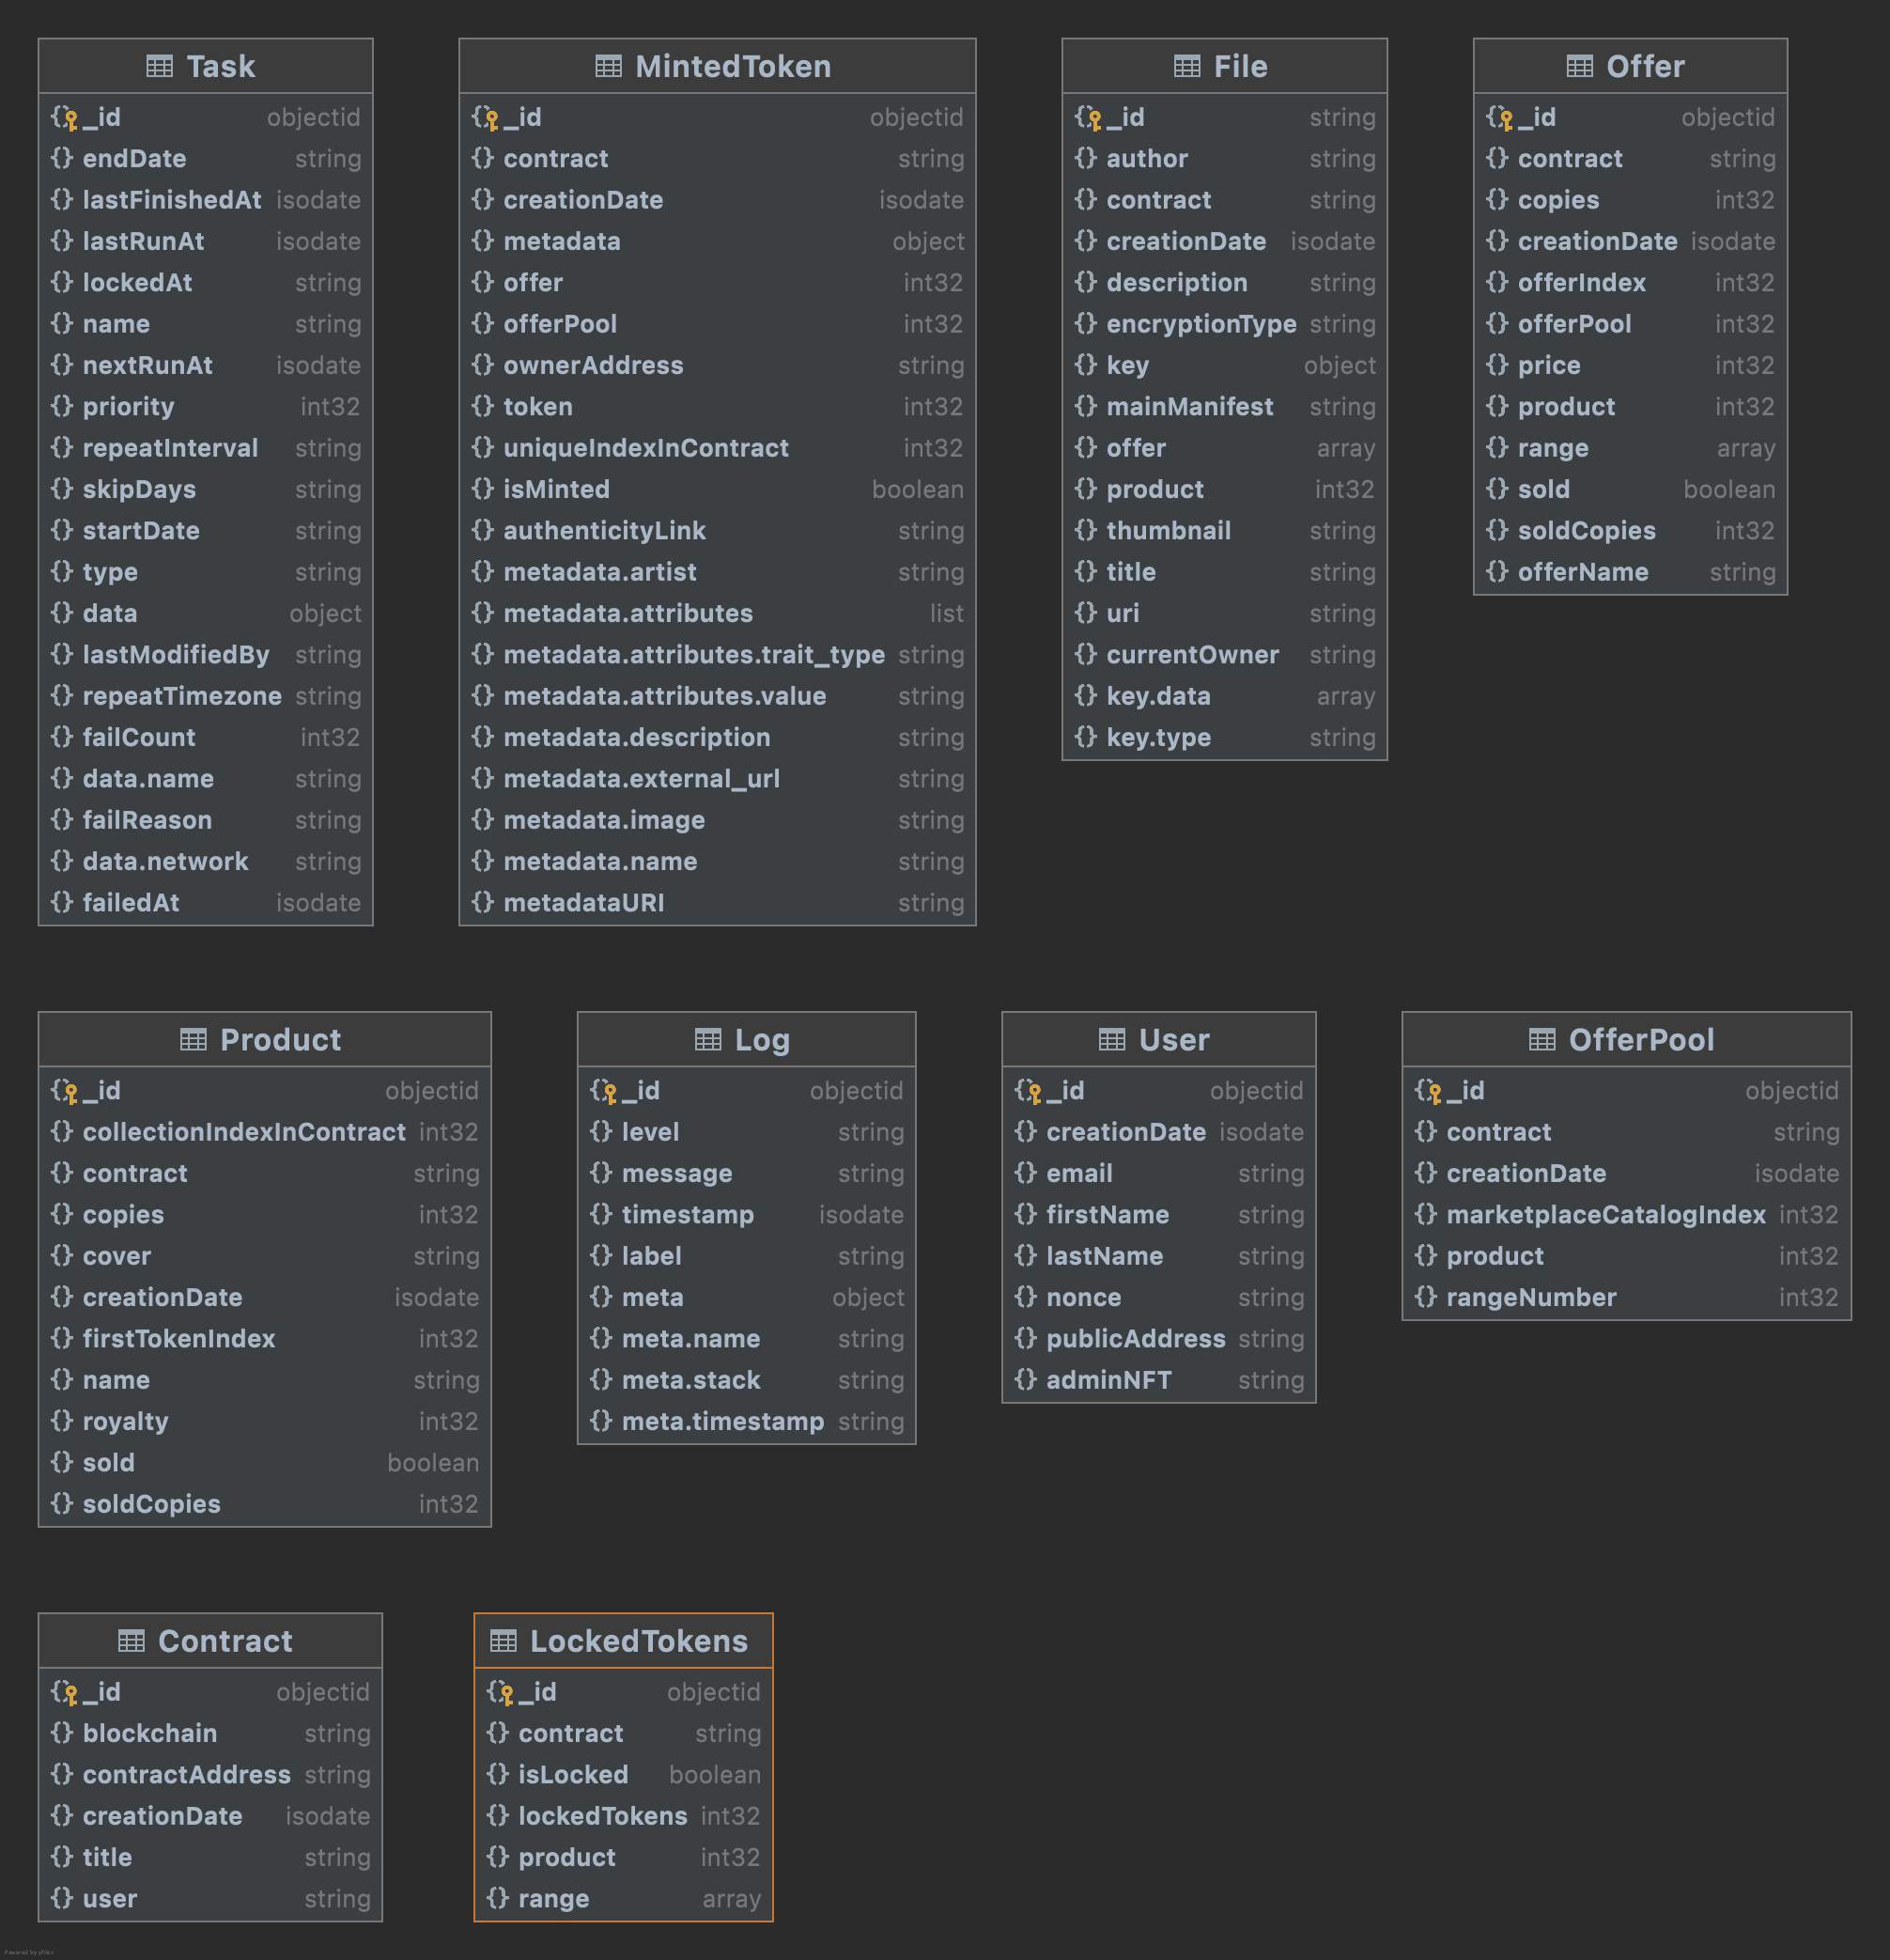 Task
_id objectid
endDate string
lastFinishedAt isodate
lastRunAt isodate
lockedAt string
name string
nextRunAt isodate
priority int32
repeatInterval string
skipDays string
startDate string
type string
data object
lastModifiedBy string
repeatTimezone string
failCount int32
data.name string
failReason string
data.network string
failedAt isodate
MintedToken
_id objectid
contract string
creationDate isodate
metadata object
offer int32
offerPool int32
ownerAddress string
token int32
uniqueIndexInContract int32
isMinted boolean
authenticityLink string
metadata.artist string
metadata.attributes list
metadata.attributes.trait_type string
metadata.attributes.value string
metadata.description string
metadata.external_url string
metadata.image string
metadata.name string
metadataURI string
File
_id string
author string
contract string
creationDate isodate
description string
encryptionType string
key object
mainManifest string
offer array
product int32
thumbnail string
title string
uri string
currentOwner string
key.data array
key.type string
Offer
_id objectid
contract string
copies int32
creationDate isodate
offerIndex int32
offerPool int32
price int32
product int32
range array
sold boolean
soldCopies int32
offerName string
Product
_id objectid
collectionIndexInContract int32
contract string
copies int32
cover string
creationDate isodate
firstTokenIndex int32
name string
royalty int32
sold boolean
soldCopies int32
Log
_id objectid
level string
message string
timestamp isodate
label string
meta object
meta.name string
meta.stack string
meta.timestamp string
User
_id objectid
creationDate isodate
email string
firstName string
lastName string
nonce string
publicAddress string
adminNFT string
OfferPool
_id objectid
contract string
creationDate isodate
marketplaceCatalogIndex int32
product int32
rangeNumber int32
Contract
_id objectid
blockchain string
contractAddress string
creationDate isodate
title string
user string
LockedTokens
_id objectid
contract string
isLocked boolean
lockedTokens int32
product int32
range array
Powered by yFiles